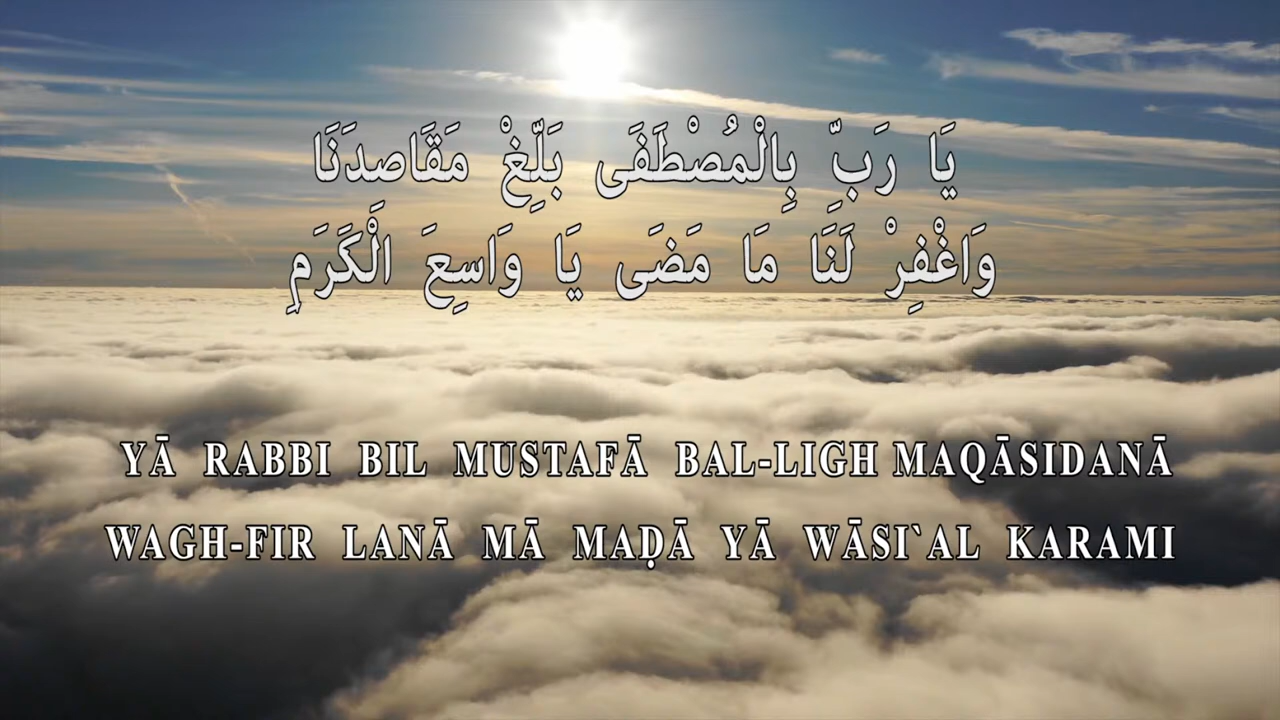 يَا رَبِّ بِالْمُصْطَفَى بَلِّغْ مَقَاصِدَنَا
وَاغْفِرْ لَنَا مَا مَضَى يَا وَاسِعَ الْكَرَمِ
YĀ RABBI BIL MUSTAFĀ BAL-LIGH MAQĀSIDANĀ
WAGH-FIR LANĀ MĀ MAḌĀ YĀ WĀSI`AL KARAMI